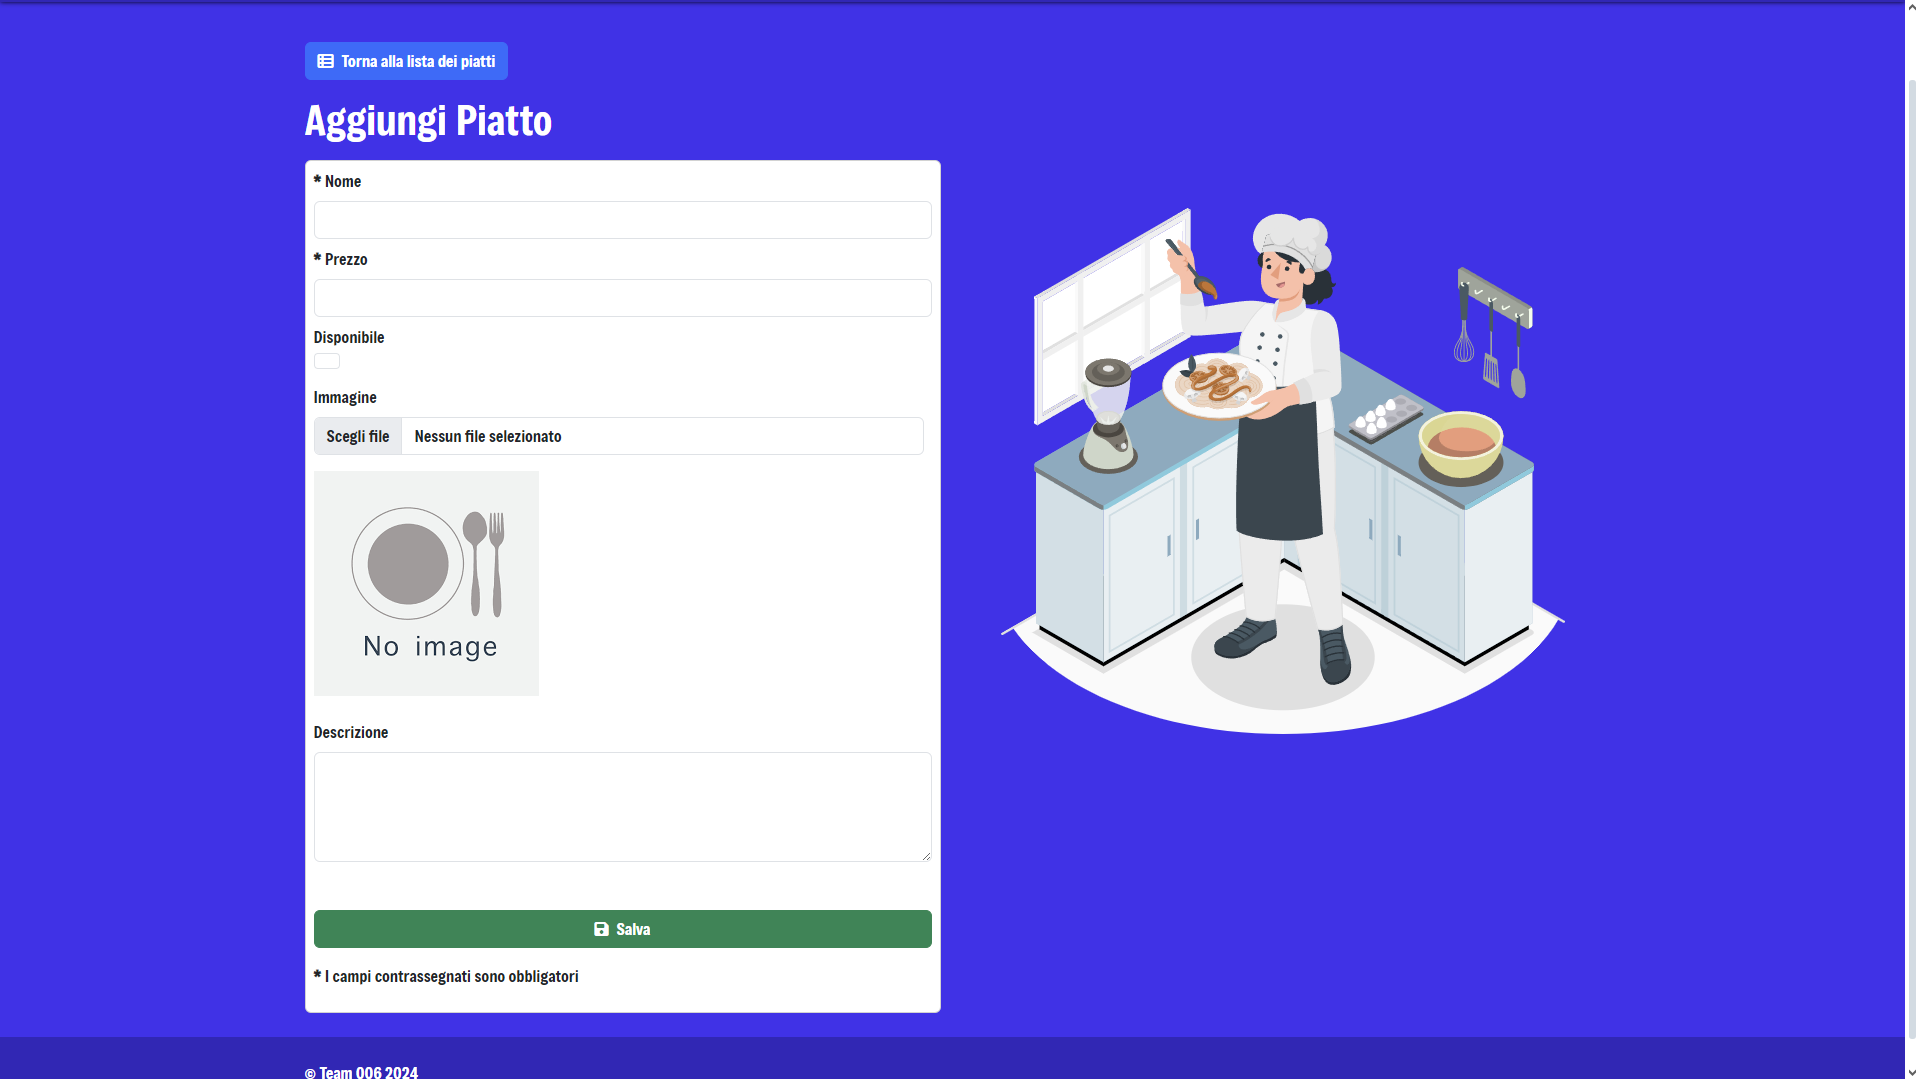 Torna alla lista dei piatti
Aggiungi Piatto
* Nome
* Prezzo
Disponibile
Immagine
Scegli file Nessun file selezionato
No image
Descrizione
Salva
* I campi contrassegnati sono obbligatori
© Team 006 2024